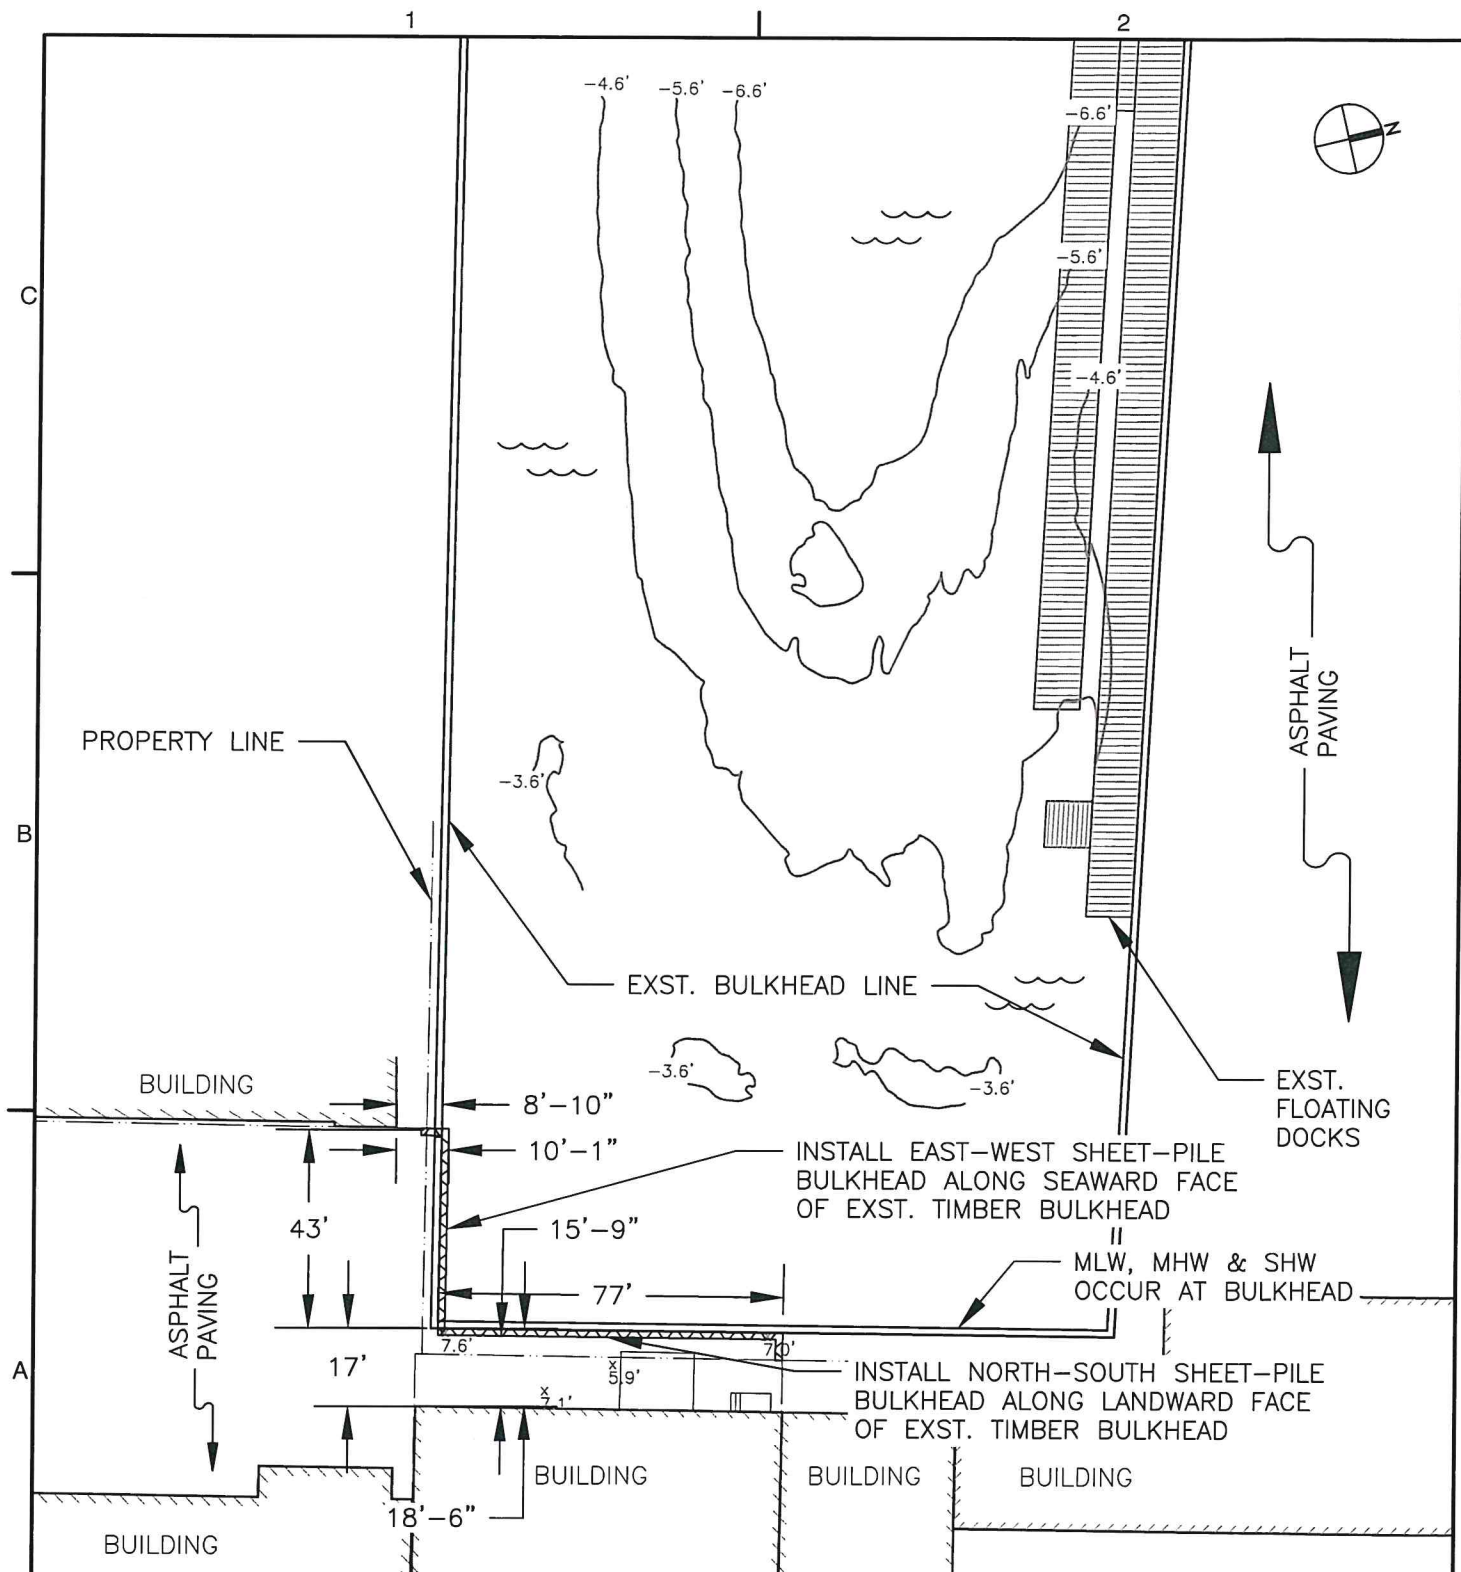 1
2
-4.6'
-5.6'
-6.6'
-6.6'
N
-5.6'
C
-4.6'
ASPHALT
PAVING
PROPERTY LINE
-3.6'
B
EXST. BULKHEAD LINE
-3.6'
-3.6'
EXST.
FLOATING
DOCKS
BUILDING
8'-10"
10'-1"
INSTALL EAST-WEST SHEET-PILE
BULKHEAD ALONG SEAWARD FACE
OF EXST. TIMBER BULKHEAD
43'
15'-9"
ASPHALT
PAVING
MLW, MHW & SHW
OCCUR AT BULKHEAD
77'
7.6'
7.0'
A
17'
x
5.9'
x
7.1'
INSTALL NORTH-SOUTH SHEET-PILE
BULKHEAD ALONG LANDWARD FACE
OF EXST. TIMBER BULKHEAD
BUILDING
BUILDING
BUILDING
18'-6"
BUILDING